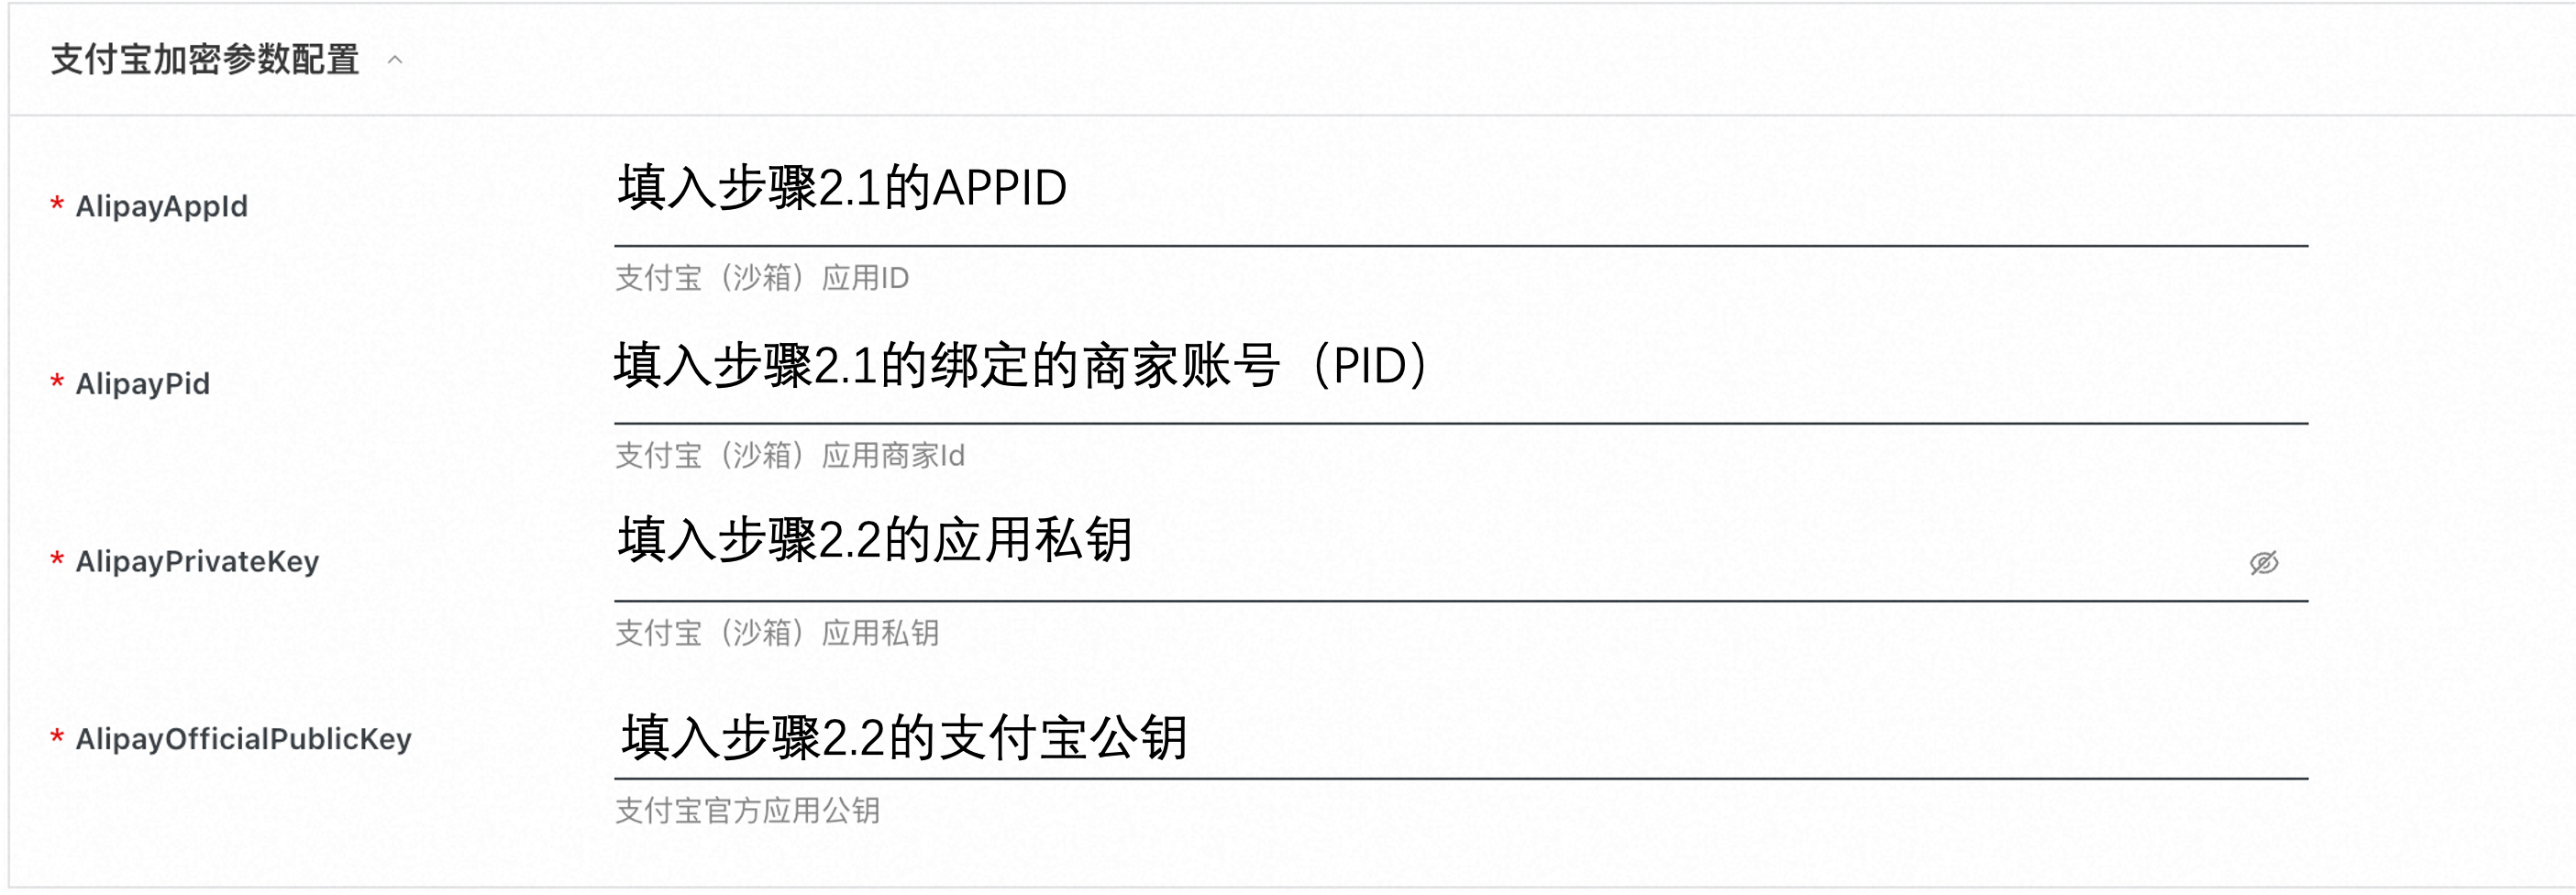 支付宝加密参数配置
* AlipayAppId
填入步骤2.1的APPID
支付宝（沙箱）应用ID
* AlipayPid
填入步骤2.1的绑定的商家账号（PID）
支付宝（沙箱）应用商家Id
* AlipayPrivateKey
填入步骤2.2的应用私钥
支付宝（沙箱）应用私钥
* AlipayOfficialPublicKey
填入步骤2.2的支付宝公钥
支付宝官方应用公钥